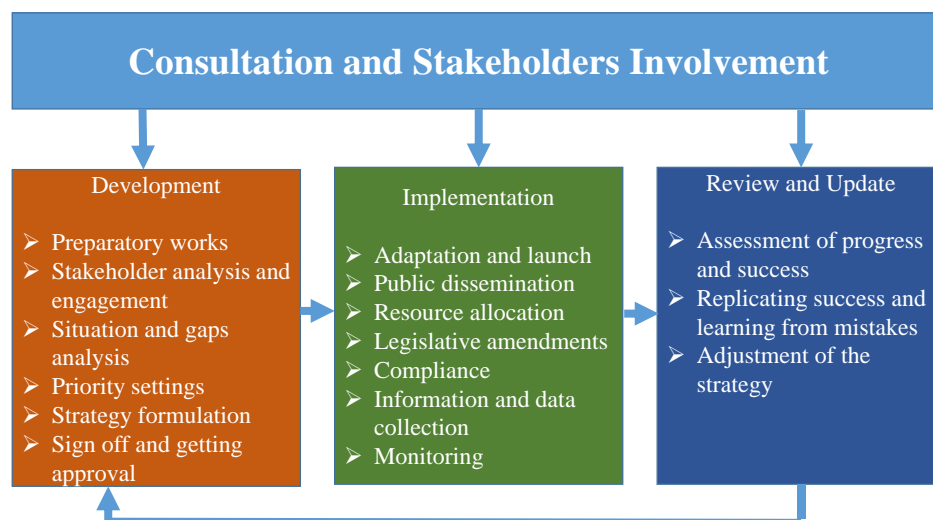 Consultation and Stakeholders Involvement
Development
➢ Preparatory works
➢ Stakeholder analysis and
engagement
➢ Situation and gaps
analysis
➢ Priority settings
➢ Strategy formulation
➢ Sign off and getting
approval
Implementation
➢ Adaptation and launch
➢ Public dissemination
➢ Resource allocation
➢ Legislative amendments
➢ Compliance
➢ Information and data
collection
➢ Monitoring
Review and Update
➢ Assessment of progress
and success
➢ Replicating success and
learning from mistakes
➢ Adjustment of the
strategy